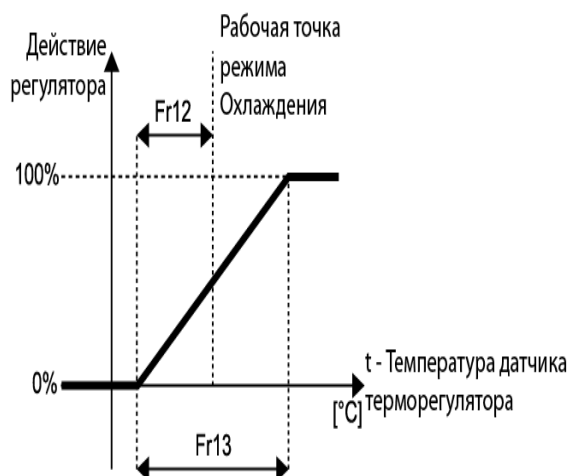 Действие
регулятора
Рабочая точка
режима
Охлаждения
Fr12
100%
0%
t - Температура датчика
[°C] терморегулятора
Fr13